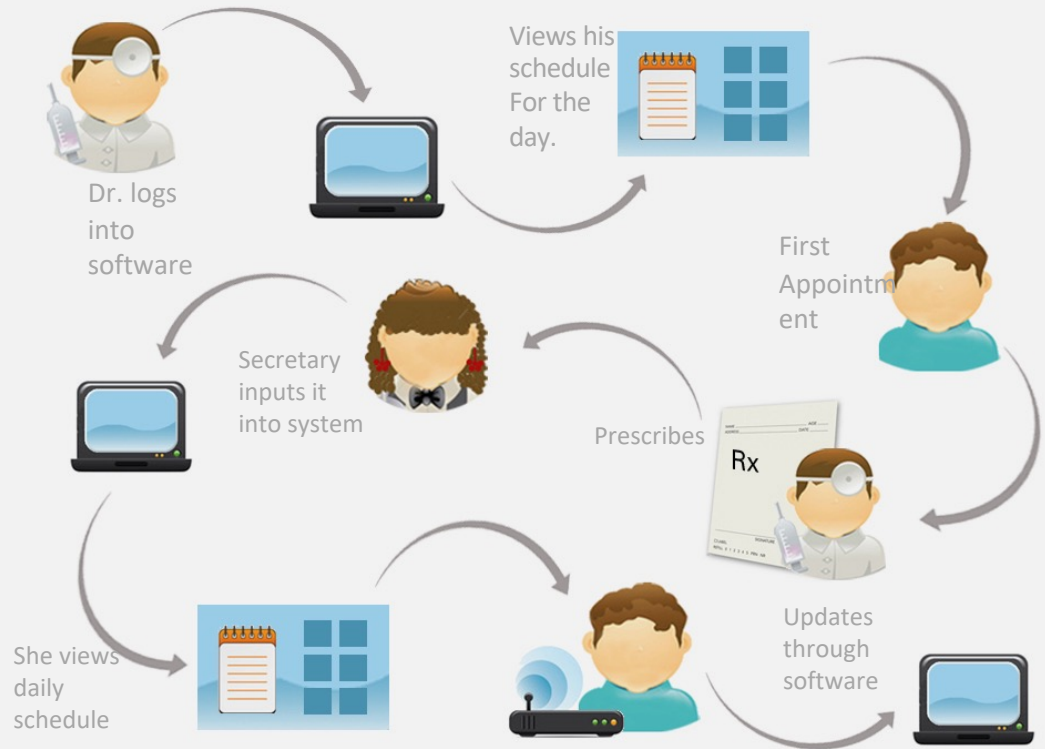 Dr. logs
into
software
Views his
schedule
For the
day.
First
Appointm
ent
Prescribes
Rx
Secretary
inputs it
into system
She views
daily
schedule
Updates
through
software